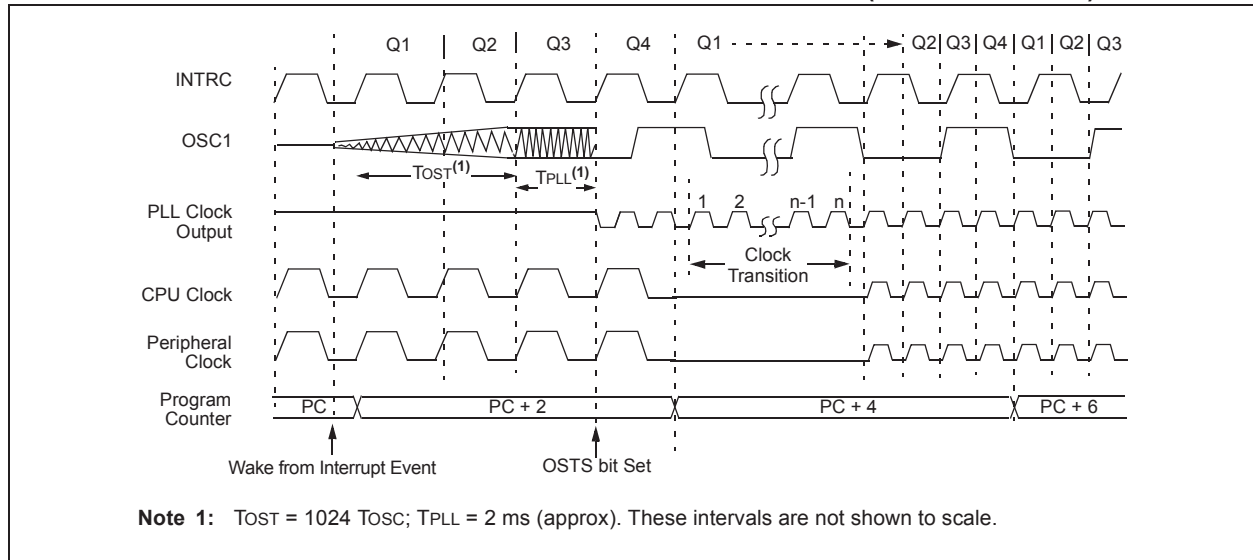 Q1 Q2 Q3 Q4 Q1 Q2 Q3 Q4 Q1 Q2 Q3
INTRC
OSC1
TOST(1) TPLL(1)
PLL Clock
Output
1 2 n-1 n
Clock
Transition
CPU Clock
Peripheral
Clock
Program
Counter
PC PC + 2 PC + 4 PC + 6
Wake from Interrupt Event OSTS bit Set
Note 1: TOST = 1024 TOSC; TPLL = 2 ms (approx). These intervals are not shown to scale.